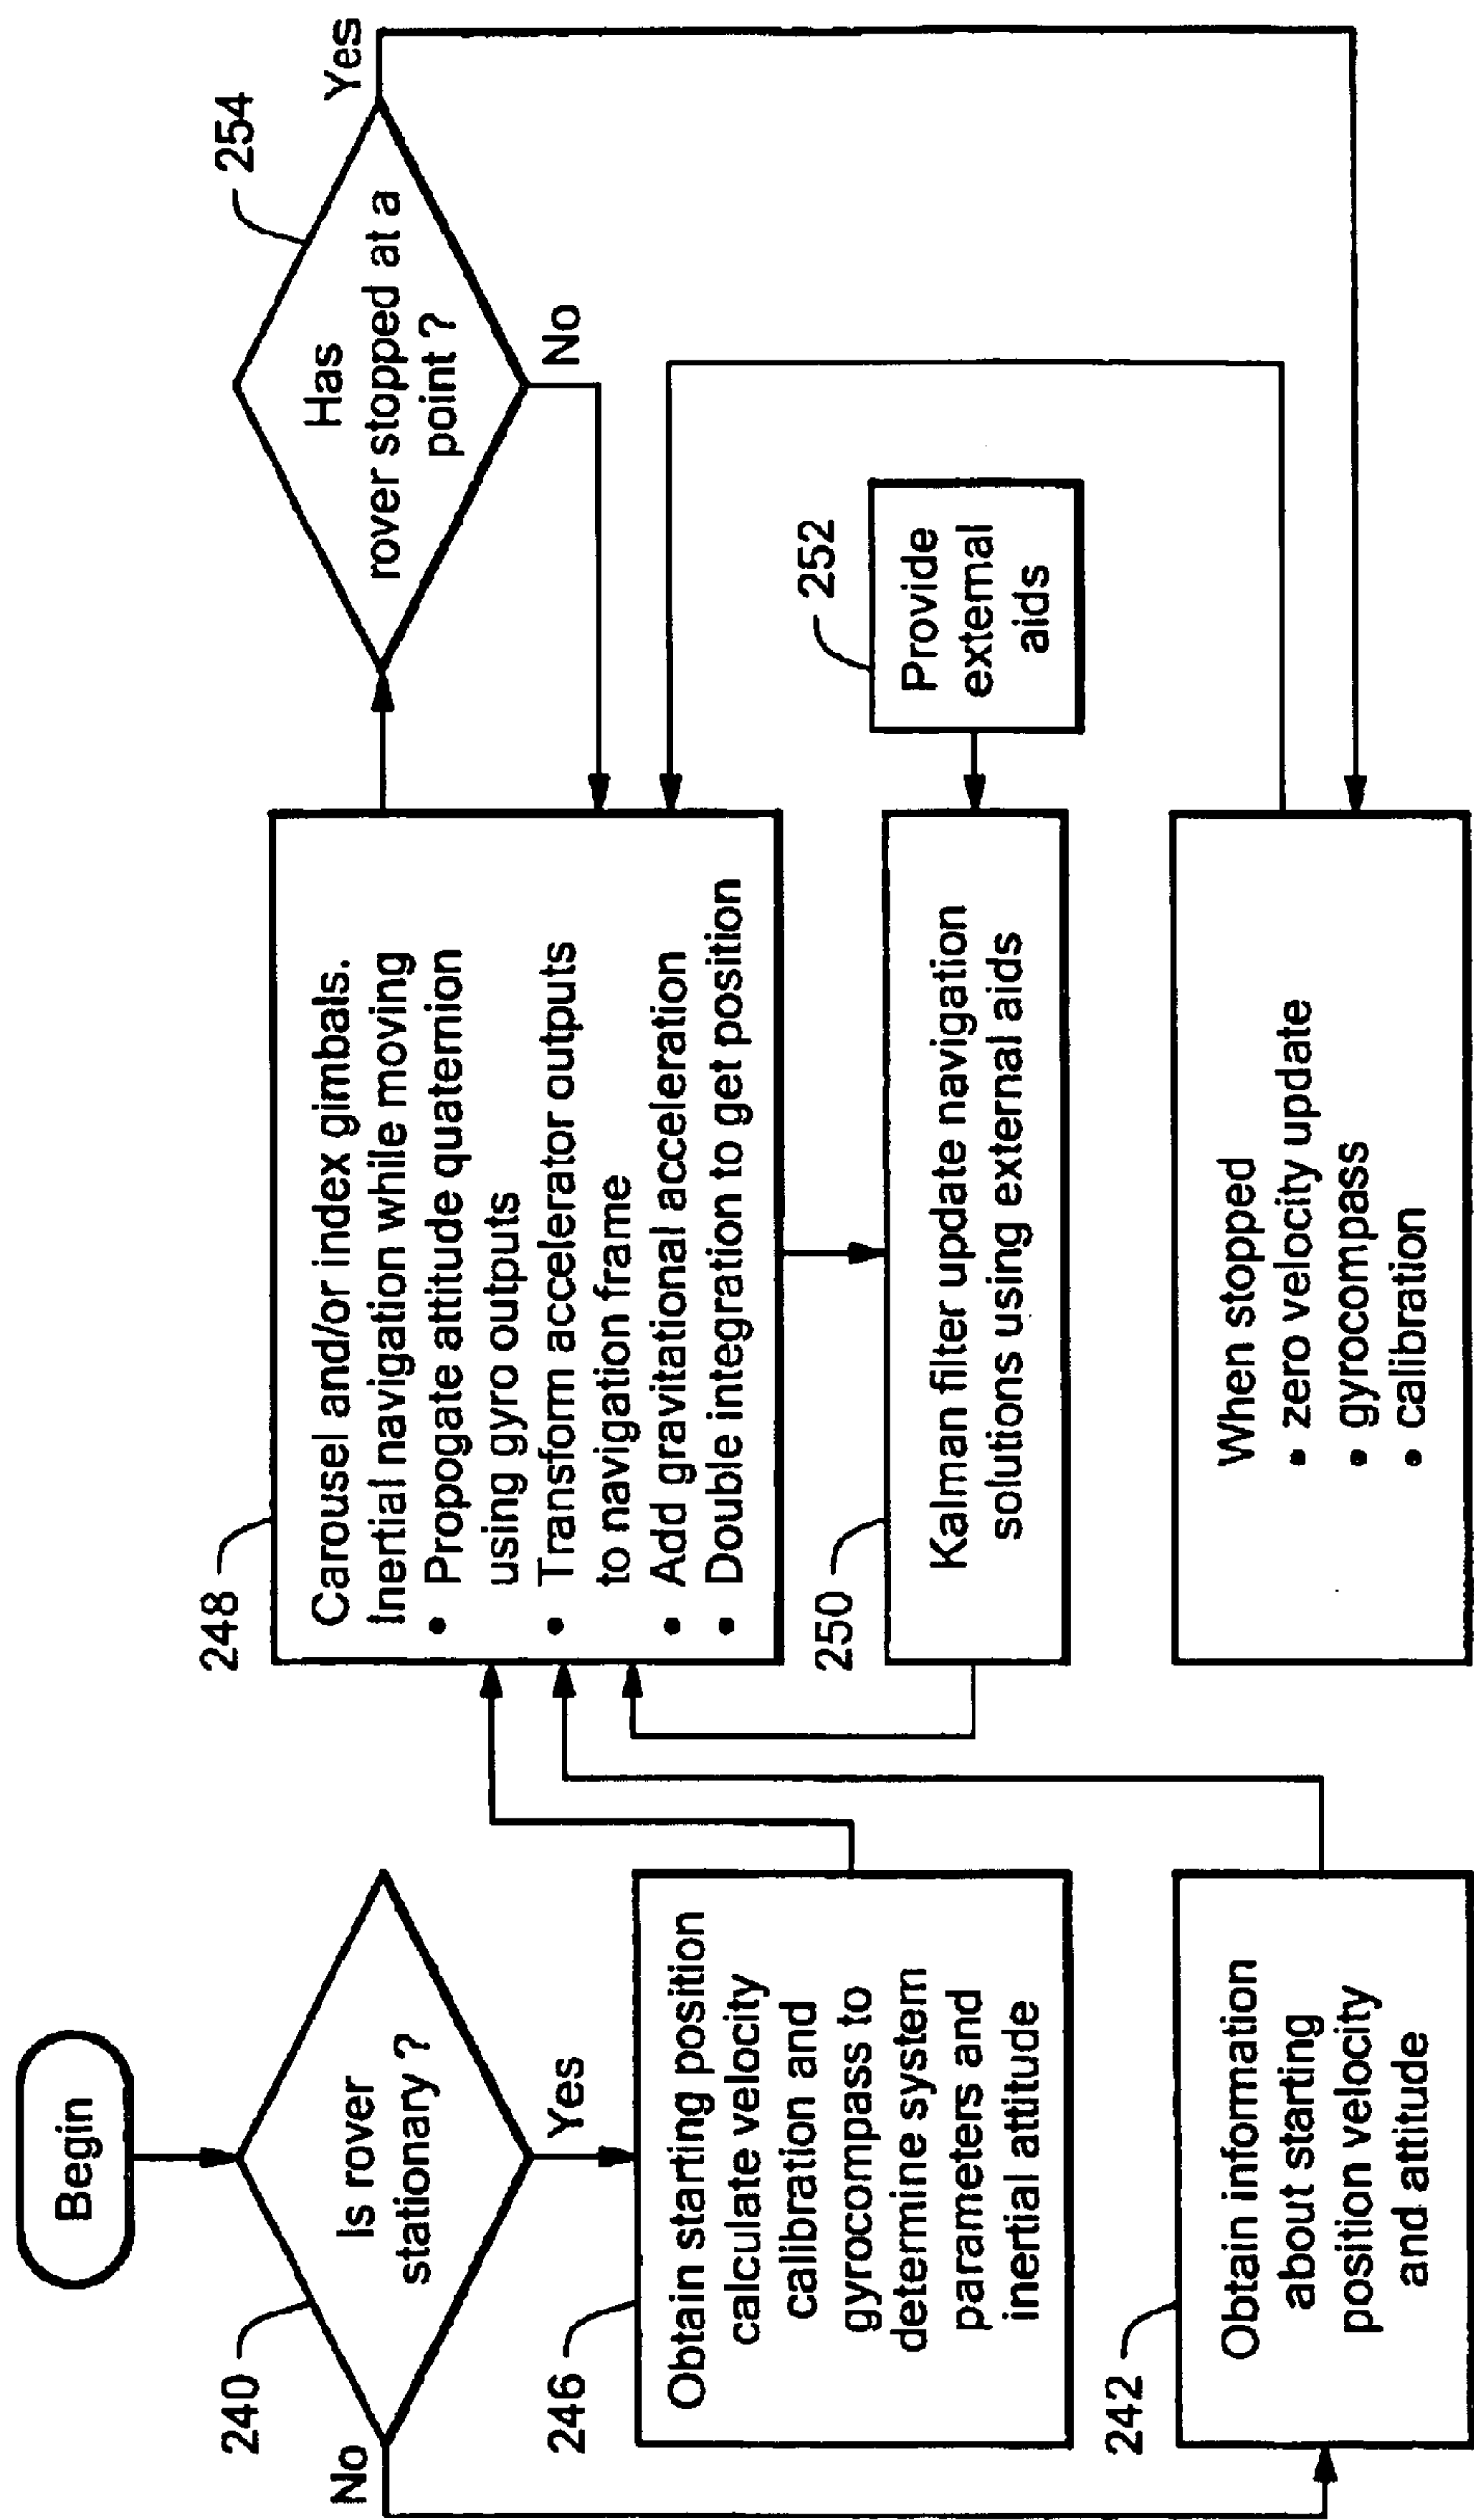 Begin
240
Is rover
stationary ?
No
Yes
246
Obtain starting position
calculate velocity
calibration and
gyrocompass to
determine system
parameters and
inertial attitude
242
Obtain information
about starting
position velocity
and attitude
248
Carousel and/or index gimbals.
Inertial navigation while moving
• Propogate attitude quaternion
using gyro outputs
• Transform accelerator outputs
to navigation frame
• Add gravitational acceleration
• Double integration to get position
250
Kalman filter update navigation
solutions using external aids
When stopped
• zero velocity update
• gyrocompass
• calibration
254
Has
rover stopped at a
point ?
Yes
No
252
Provide
external
aids